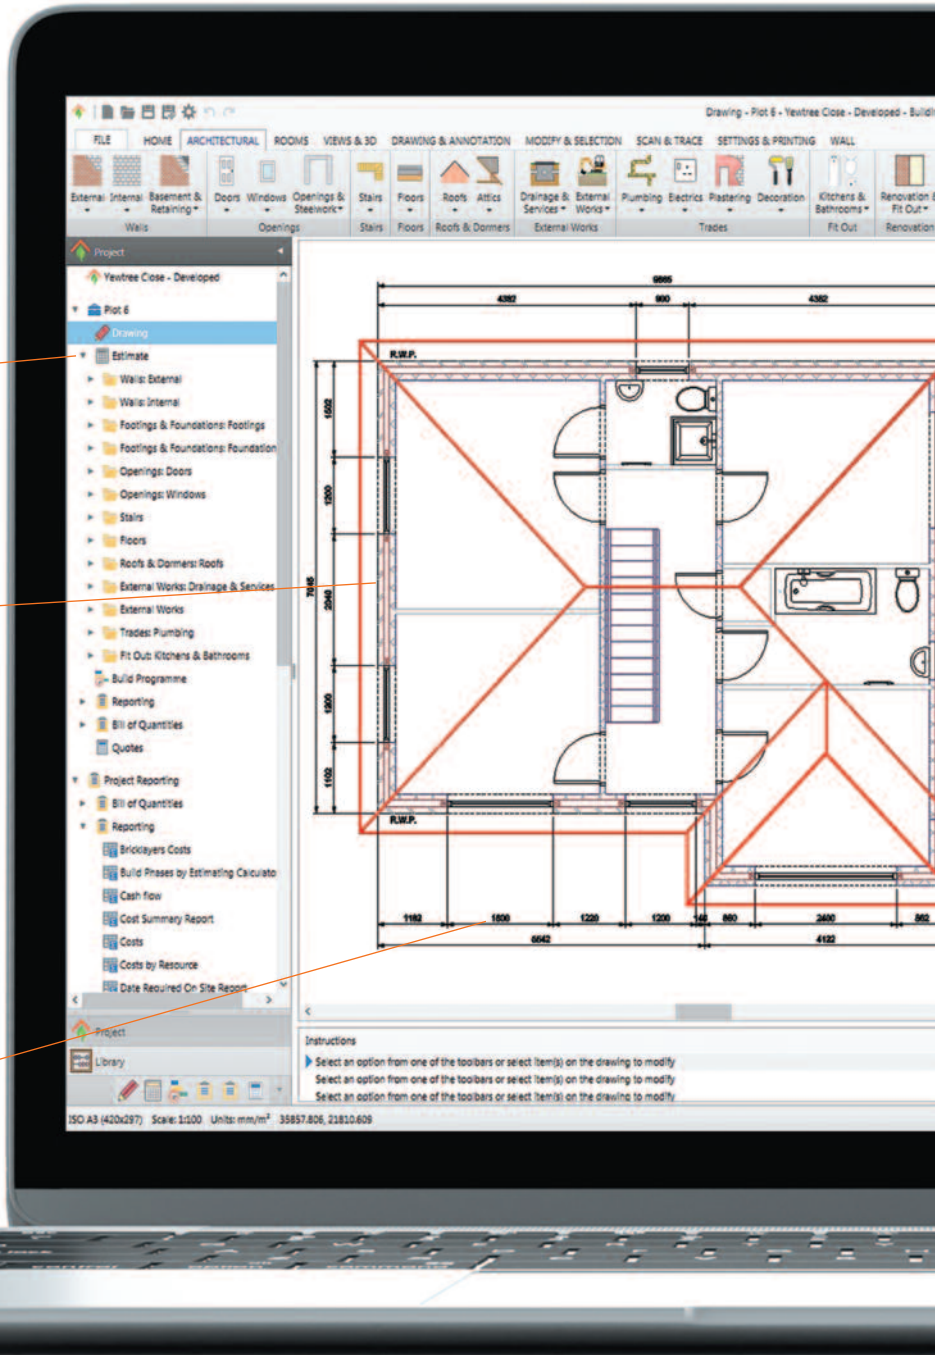 Drawing - Plot 6 - Yewtree Close - Developed -
FILE HOME ARCHITECTURAL ROOMS VIEWS & 3D DRAWING & ANNOTATION MODIFY & SELECTION SCAN & TRACE SETTINGS & PRINTING WALL
External Internal Basement & Retaining Doors Windows Openings & Steelwork Stairs Floors Roofs Attics Drainage & Services External Works Plumbing Electrics Plastering Decoration Kitchens & Bathrooms Renovation & Fit Out
Walls Openings Stairs Floors Roofs & Dormers External Works Trades Fit Out Renovation
Project
Yewtree Close - Developed
Plot 6
Drawing
Estimate
Walls: External
Walls: Internal
Footings & Foundations: Footings
Footings & Foundations: Foundation
Openings: Doors
Openings: Windows
Stairs
Floors
Roofs & Dormers: Roofs
External Works: Drainage & Services
External Works
Trades: Plumbing
Fit Out: Kitchens & Bathrooms
Build Programme
Reporting
Bill of Quantities
Quotes
Project Reporting
Bill of Quantities
Reporting
Bricklayers Costs
Build Phases by Estimating Calculato
Cash flow
Cost Summary Report
Costs
Costs by Resource
Date Required On Site Report
Project
Library
4382 900 4382
R.W.P.
1502
1200
2040
1200
1102
R.W.P.
1182 1800 1220 1200 860 2400 862
5542 4122
Instructions
Select an option from one of the toolbars or select item(s) on the drawing to modify
Select an option from one of the toolbars or select item(s) on the drawing to modify
Select an option from one of the toolbars or select item(s) on the drawing to modify
ISO A3 (420x297) Scale: 1:100 Units: mm/m² 35857.806, 21810.609
control option command